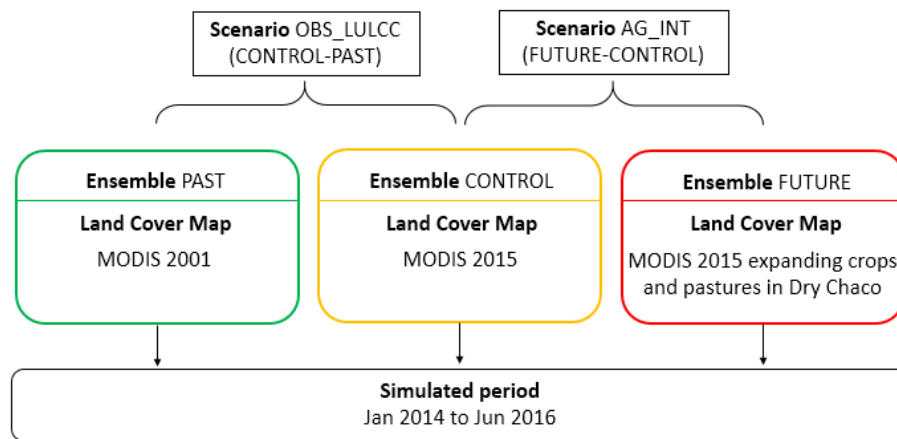 Scenario OBS_LULCC
(CONTROL-PAST)
Scenario AG_INT
(FUTURE-CONTROL)
Ensemble PAST
Land Cover Map
MODIS 2001
Ensemble CONTROL
Land Cover Map
MODIS 2015
Ensemble FUTURE
Land Cover Map
MODIS 2015 expanding crops
and pastures in Dry Chaco
Simulated period
Jan 2014 to Jun 2016